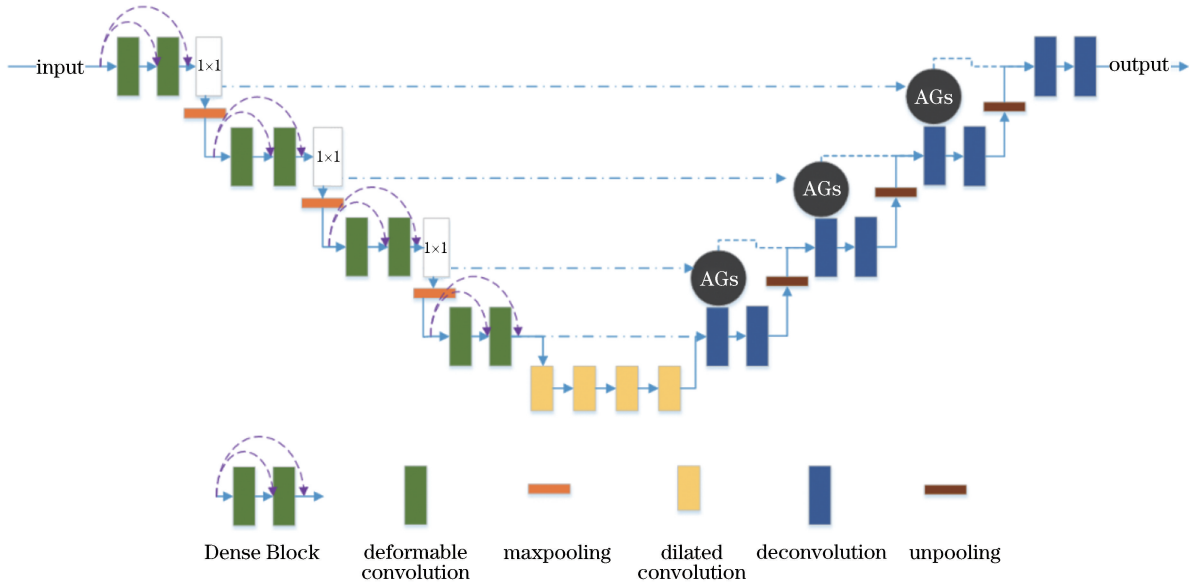 input
1×1
AGs
output
1×1
AGs
1×1
AGs
Dense Block
deformable
convolution
maxpooling
dilated
convolution
deconvolution
unpooling